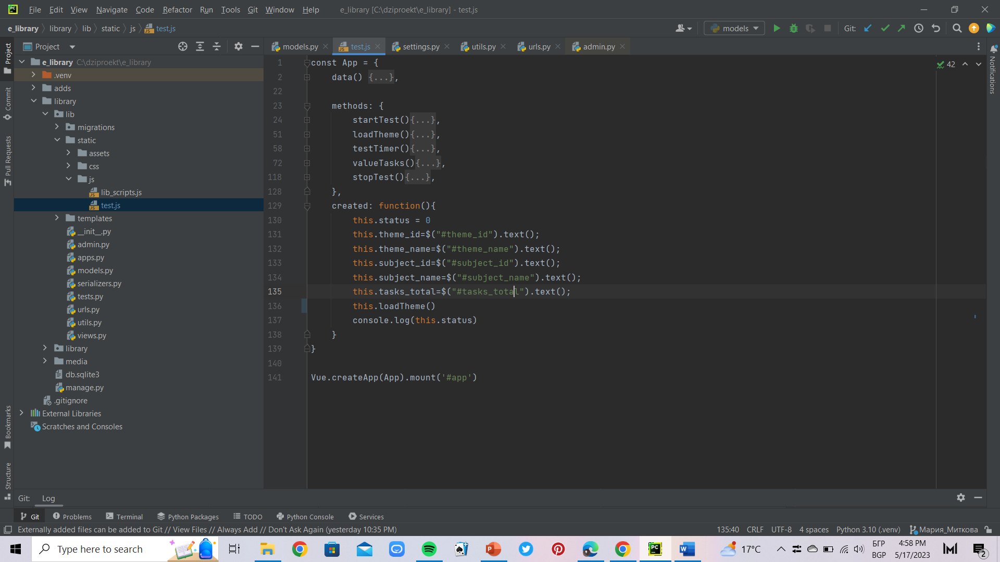 File Edit View Navigate Code Refactor Run Tools Git Window Help e_library [C:\dziproekt\e_library] - test.js
e_library library lib static js test.js
models Git:
Project
models.py test.js settings.py utils.py urls.py admin.py
Project
Commit
Pull Requests
Bookmarks
Structure
Notifications
e_library C:\dziproekt\e_library
.venv
adds
library
lib
migrations
static
assets
css
js
lib_scripts.js
test.js
templates
__init__.py
admin.py
apps.py
models.py
serializers.py
tests.py
urls.py
utils.py
views.py
library
media
db.sqlite3
manage.py
.gitignore
External Libraries
Scratches and Consoles
42
1 const App = {
2 data() {...},
22
23 methods: {
24 startTest(){...},
51 loadTheme(){...},
58 testTimer(){...},
72 valueTasks(){...},
118 stopTest(){...},
128 },
129 created: function(){
130 this.status = 0
131 this.theme_id=$("#theme_id").text();
132 this.theme_name=$("#theme_name").text();
133 this.subject_id=$("#subject_id").text();
134 this.subject_name=$("#subject_name").text();
135 this.tasks_total=$("#tasks_total").text();
136 this.loadTheme()
137 console.log(this.status)
138 }
139 }
140
141 Vue.createApp(App).mount('#app')
Git: Log
Git Problems Terminal Python Packages TODO Python Console Services
Externally added files can be added to Git // View Files // Always Add // Don't Ask Again (yesterday 10:35 PM)
135:40 CRLF UTF-8 4 spaces Python 3.10 (.venv) Мария_Миткова
Type here to search
17°C
БГР
BGP
4:58 PM
5/17/2023
2